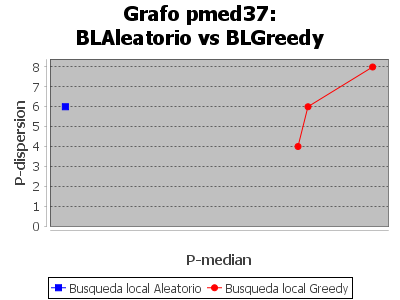 Grafo pmed37:
BLAleatorio vs BLGreedy
8
7
6
5
4
3
2
1
0
P-dispersion
P-median
Busqueda local Aleatorio Busqueda local Greedy